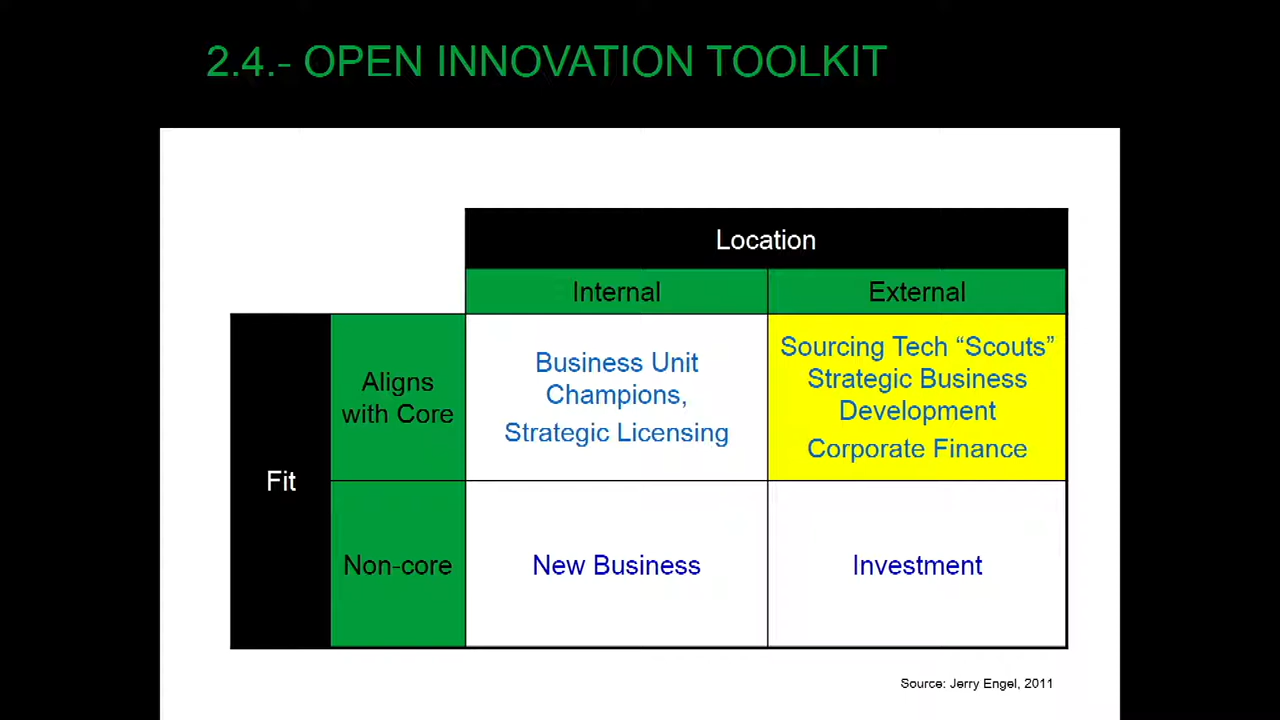 2.4.- OPEN INNOVATION TOOLKIT
Location
Internal
External
Fit
Aligns
with Core
Business Unit
Champions,
Strategic Licensing
Sourcing Tech “Scouts”
Strategic Business
Development
Corporate Finance
Non-core
New Business
Investment
Source: Jerry Engel, 2011